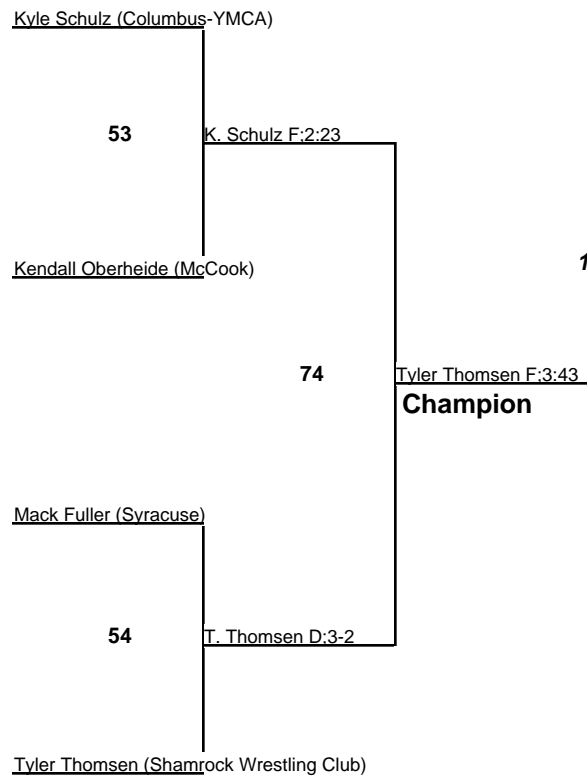 Kyle Schulz (Columbus-YMCA)
53
K. Schulz F;2:23
Kendall Oberheide (McCook)
1
74
Tyler Thomsen F;3:43
Champion
Mack Fuller (Syracuse)
54
T. Thomsen D;3-2
Tyler Thomsen (Shamrock Wrestling Club)